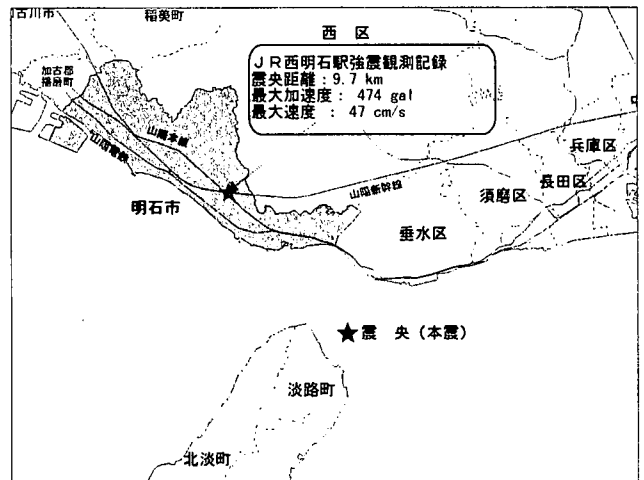 古川市
稲美町
西 区
JR西明石駅強震観測記録
震央距離：9.7 km
最大加速度： 474 gal
最大速度 ： 47 cm/s
加古郡
播磨町
山陽本線
山陽電鉄
山陽新幹線
兵庫区
長田区
須磨区
明石市
垂水区
★震 央（本震）
淡路町
北淡町